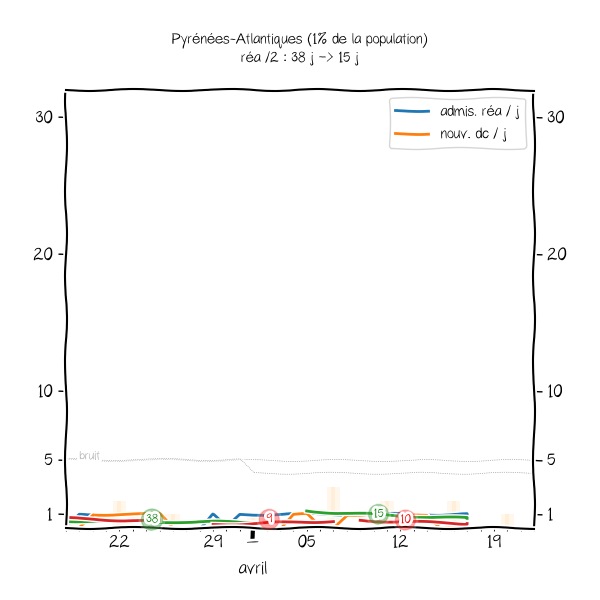 Pyrénées-Atlantiques (1% de la population)
réa /2 : 38 j -> 15 j
admis. réa / j
nouv. dc / j
30 30
20 20
10 10
5 bruit 5
1 38 9 15 10 1
22 29 1 05 12 19
avril